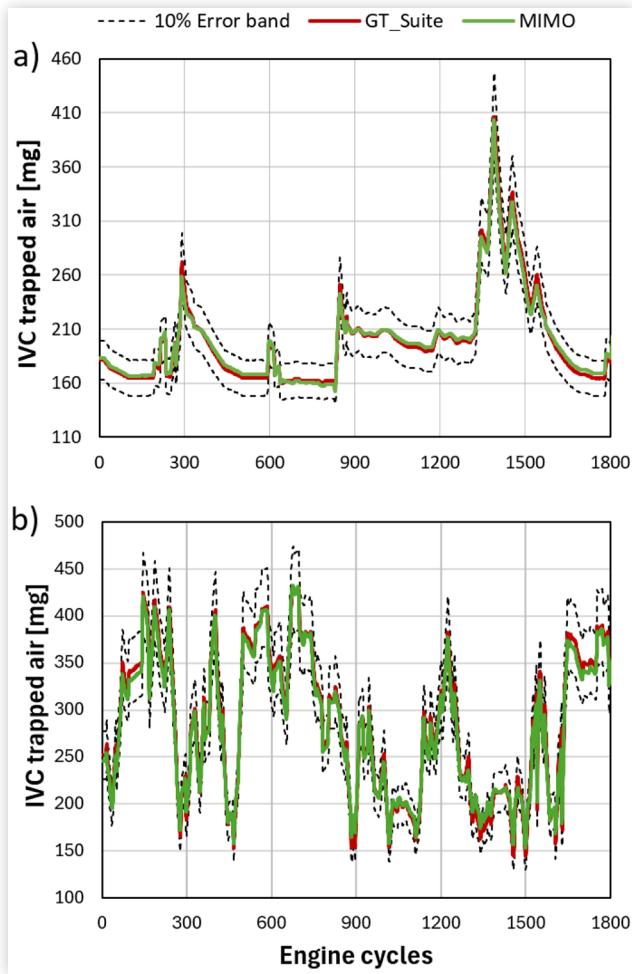 10% Error band GT_Suite MIMO
a)
IVC trapped air [mg]
460
410
360
310
260
210
160
110
0 300 600 900 1200 1500 1800
b)
IVC trapped air [mg]
500
450
400
350
300
250
200
150
100
0 300 600 900 1200 1500 1800
Engine cycles